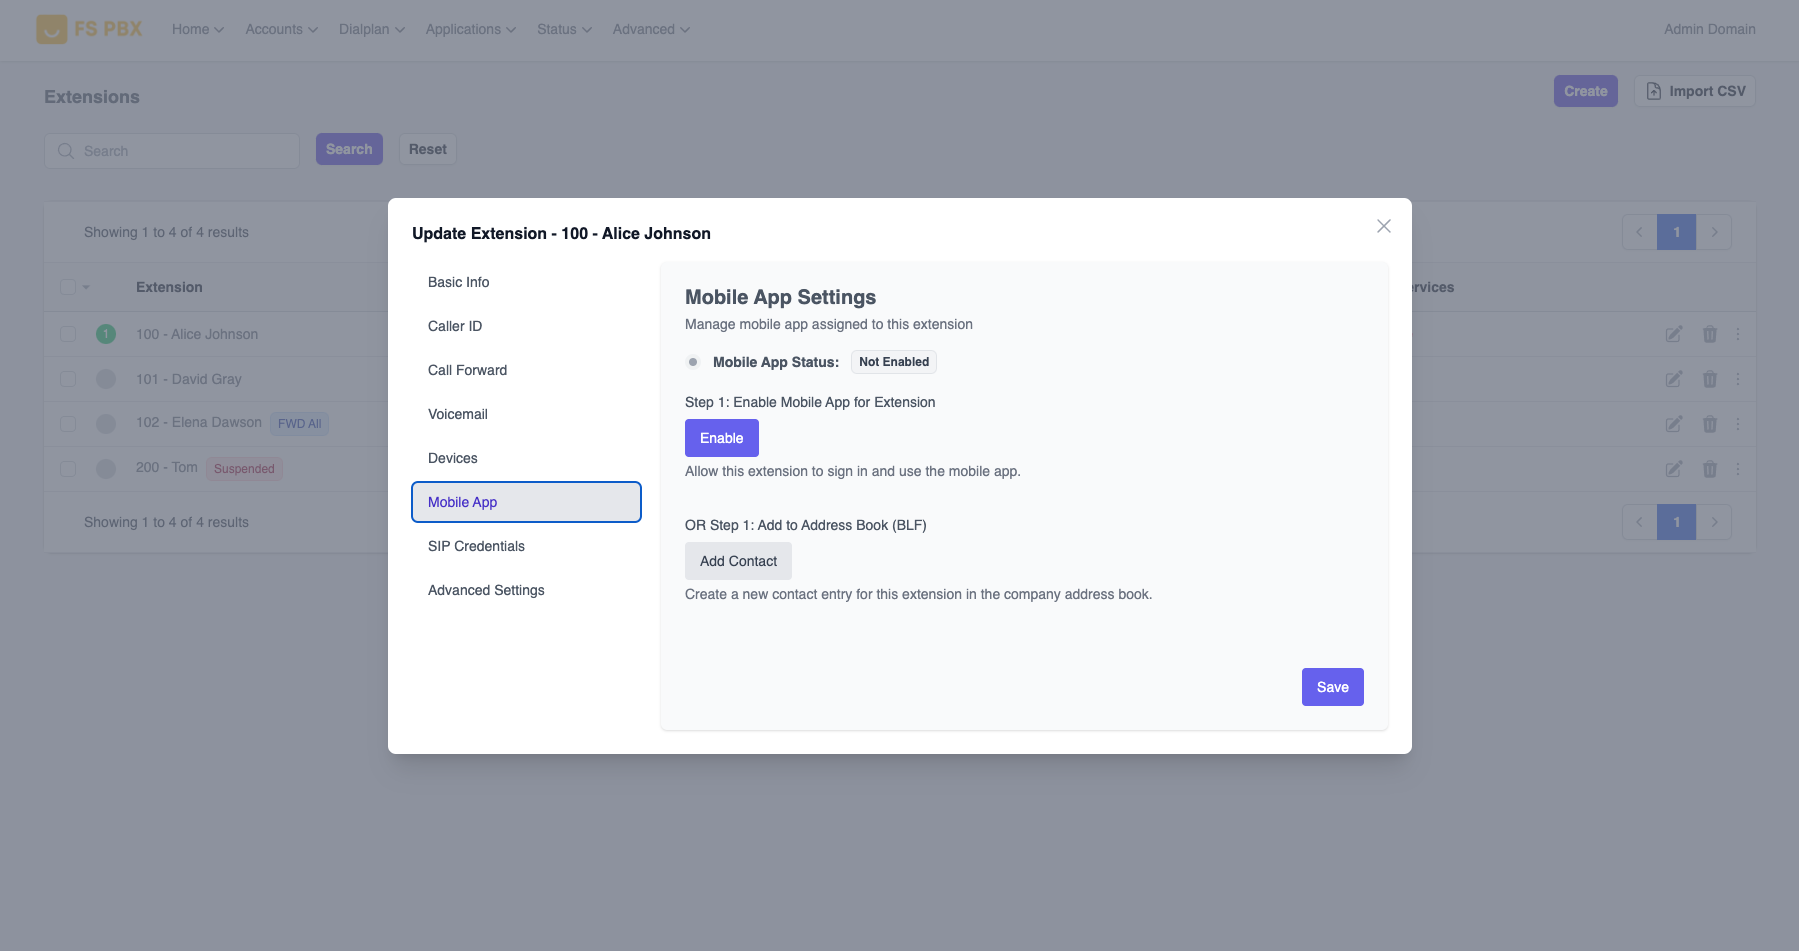 FS PBX
Home
Accounts
Dialplan
Applications
Status
Advanced
Admin Domain
Extensions
Create
Import CSV
Search
Search
Reset
Showing 1 to 4 of 4 results
1
Extension
rvices
1
100 - Alice Johnson
101 - David Gray
102 - Elena Dawson
FWD All
200 - Tom
Suspended
Showing 1 to 4 of 4 results
1
Update Extension - 100 - Alice Johnson
Basic Info
Caller ID
Call Forward
Voicemail
Devices
Mobile App
SIP Credentials
Advanced Settings
Mobile App Settings
Manage mobile app assigned to this extension
Mobile App Status:
Not Enabled
Step 1: Enable Mobile App for Extension
Enable
Allow this extension to sign in and use the mobile app.
OR Step 1: Add to Address Book (BLF)
Add Contact
Create a new contact entry for this extension in the company address book.
Save